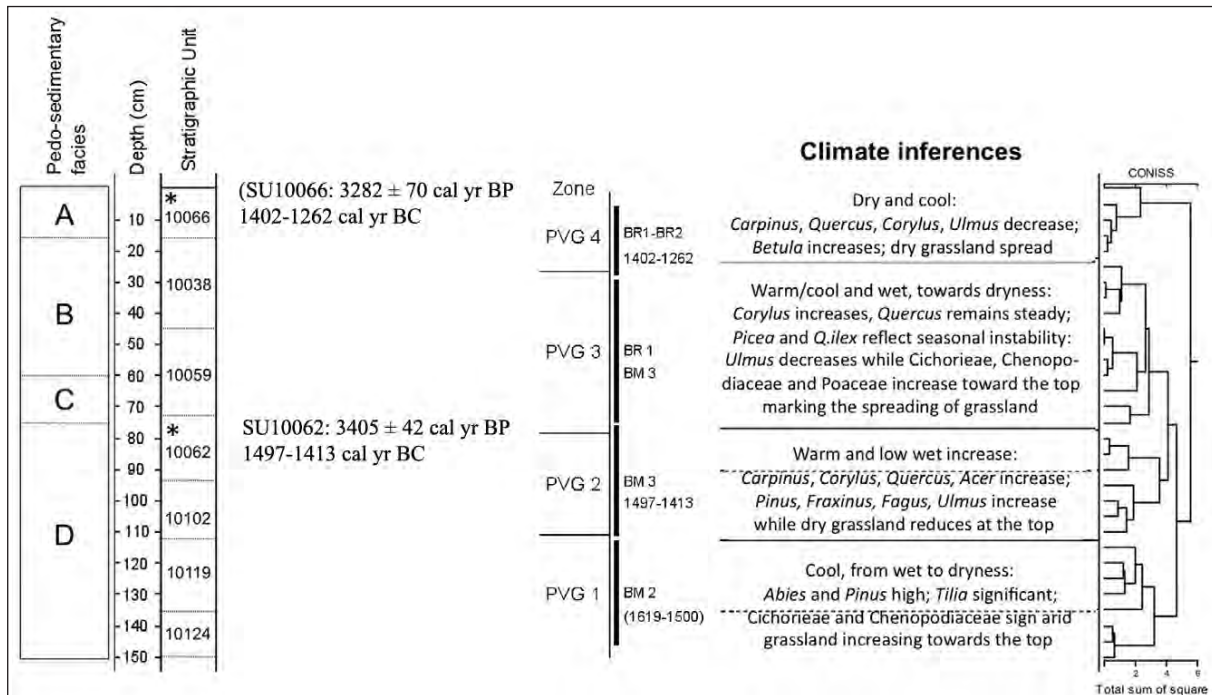 Pedo-sedimentary
facies
Depth (cm)
Stratigraphic Unit
A
B
C
D
10
20
30
40
50
60
70
80
90
100
110
120
130
140
150
*
10066
10038
10059
*
10062
10102
10119
10124
(SU10066: 3282 ± 70 cal yr BP
1402-1262 cal yr BC
SU10062: 3405 ± 42 cal yr BP
1497-1413 cal yr BC
Zone
PVG 4
PVG 3
PVG 2
PVG 1
BR1-BR2
1402-1262
BR 1
BM 3
BM 3
1497-1413
BM 2
(1619-1500)
Climate inferences
Dry and cool:
Carpinus, Quercus, Corylus, Ulmus decrease;
Betula increases; dry grassland spread
Warm/cool and wet, towards dryness:
Corylus increases, Quercus remains steady;
Picea and Q.ilex reflect seasonal instability:
Ulmus decreases while Cichorieae, Chenopo-
diaceae and Poaceae increase toward the top
marking the spreading of grassland
Warm and low wet increase:
Carpinus, Corylus, Quercus, Acer increase;
Pinus, Fraxinus, Fagus, Ulmus increase
while dry grassland reduces at the top
Cool, from wet to dryness:
Abies and Pinus high; Tilia significant;
Cichorieae and Chenopodiaceae sign arid
grassland increasing towards the top
CONISS
2
4
6
Total sum of square